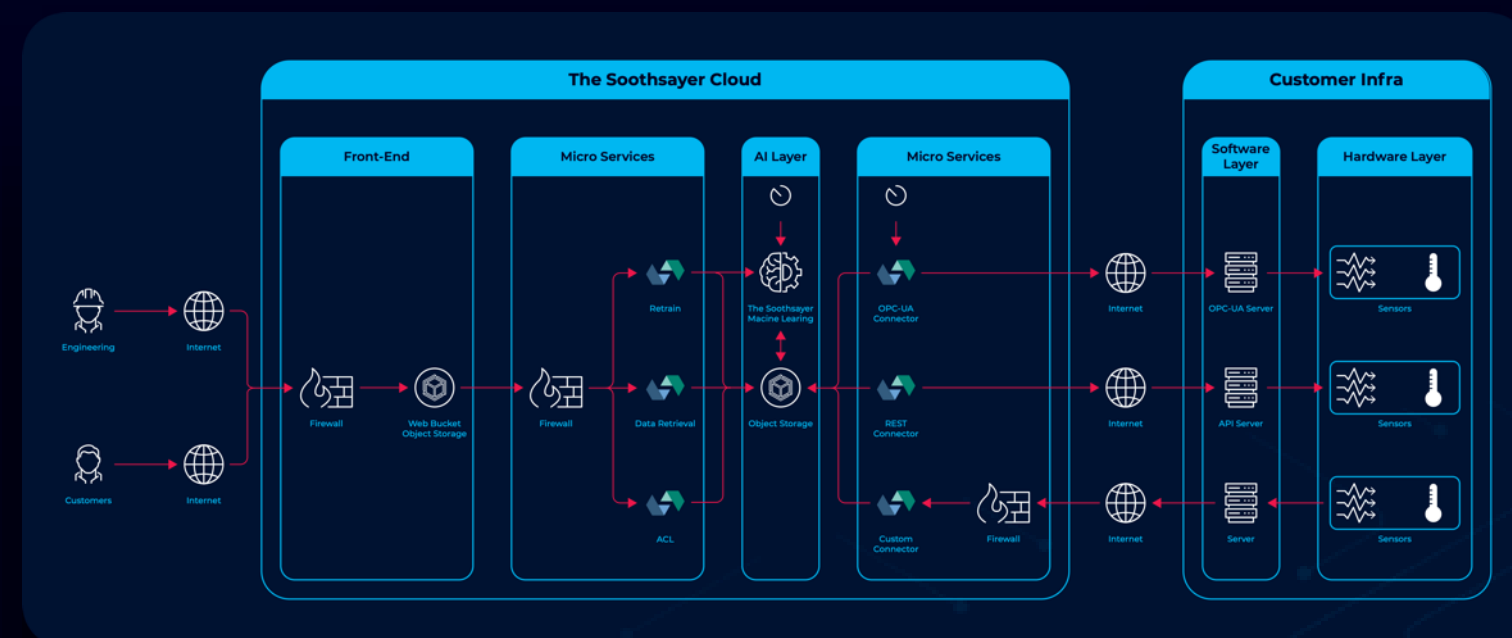 The Soothsayer Cloud
Customer Infra
Front-End
Micro Services
AI Layer
Micro Services
Software
Layer
Hardware Layer
Engineering
Internet
Customers
Internet
Firewall
Web Bucket
Object Storage
Firewall
Retrain
Data Retrieval
ACL
The Soothsayer
Macine Learing
Object Storage
OPC-UA
Connector
REST
Connector
Custom
Connector
Firewall
Internet
Internet
Internet
OPC-UA Server
API Server
Server
Sensors
Sensors
Sensors